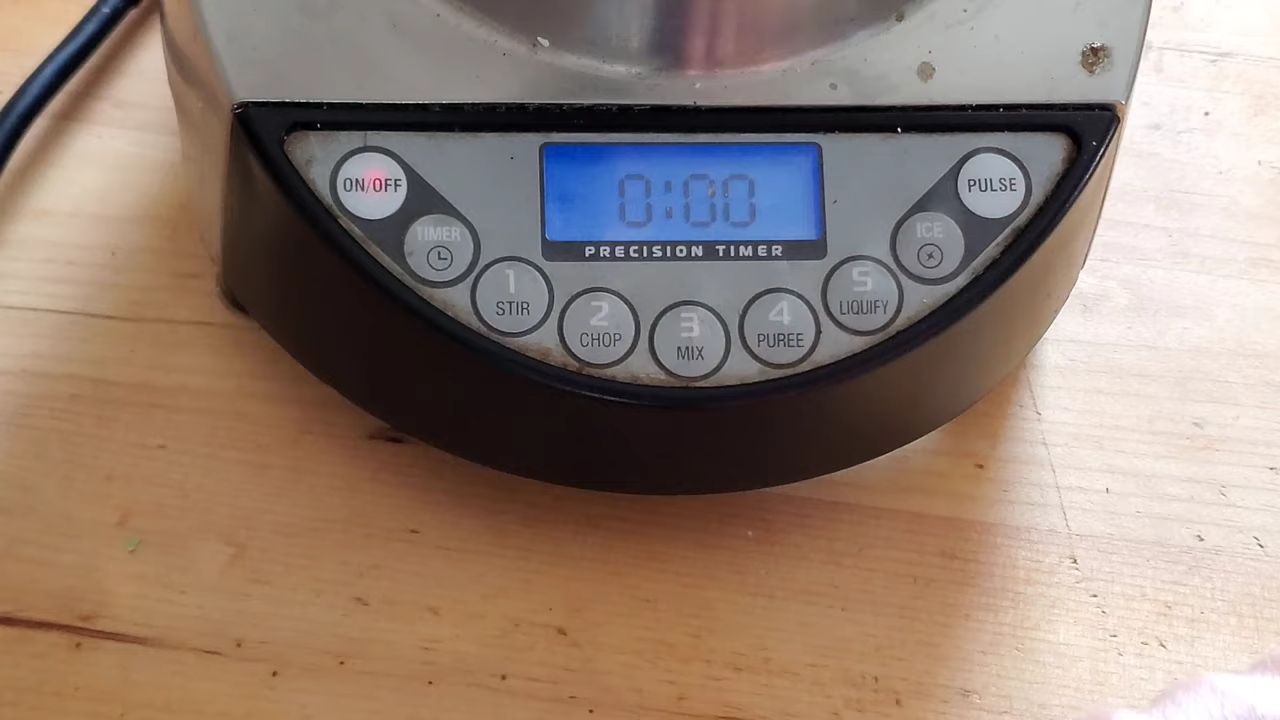 ON/OFF
TIMER
0:00
PRECISION TIMER
1
STIR
2
CHOP
3
MIX
4
PUREE
5
LIQUIFY
ICE
PULSE